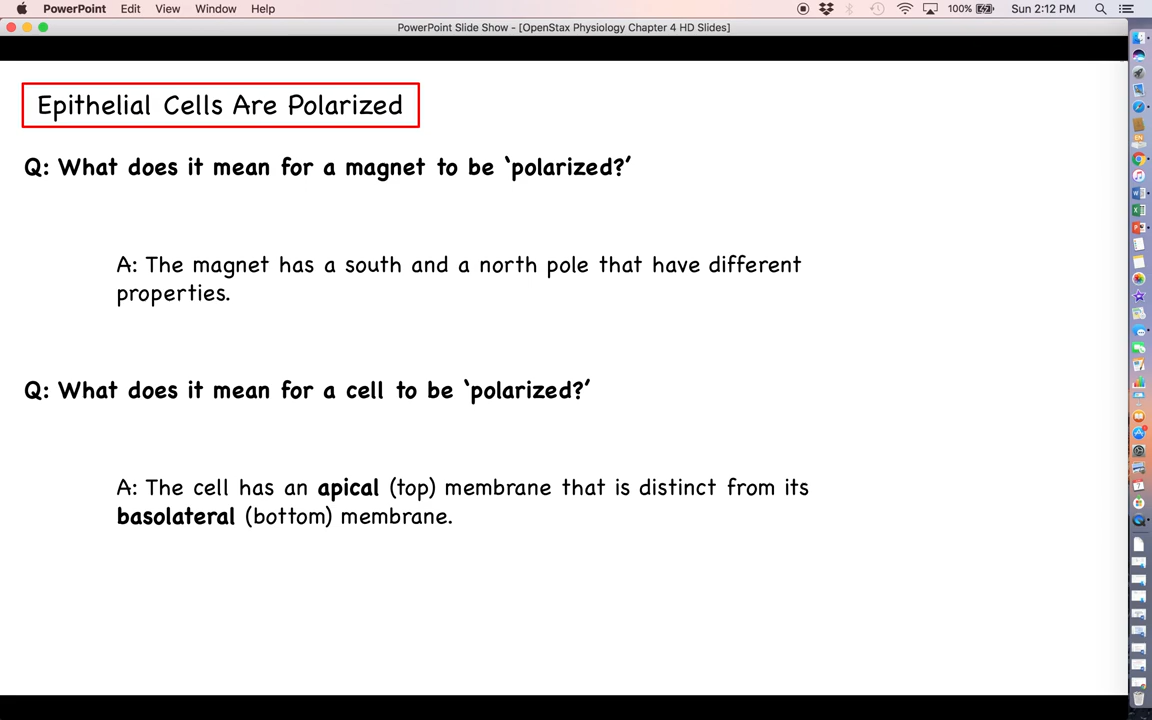 PowerPoint Edit View Window Help 100% Sun 2:12 PM
PowerPoint Slide Show - [OpenStax Physiology Chapter 4 HD Slides]
Epithelial Cells Are Polarized
Q: What does it mean for a magnet to be ‘polarized?’
A: The magnet has a south and a north pole that have different
properties.
Q: What does it mean for a cell to be ‘polarized?’
A: The cell has an apical (top) membrane that is distinct from its
basolateral (bottom) membrane.